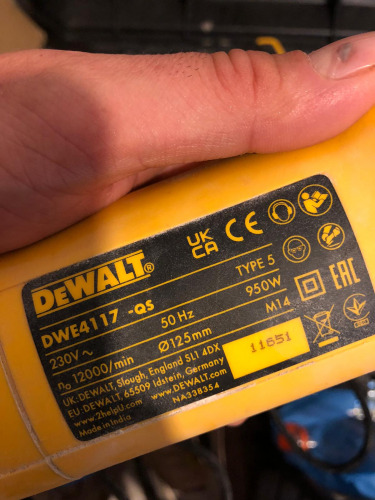 UK
CA CE
DEWALT®
DWE4117 -QS TYPE 5
230V~ 50 Hz 950W
n₀ 12000/min Ø125mm M14
EAC
UK: DEWALT, Slough, England SL1 4DX
EU: DEWALT, 65509 Idstein, Germany
www.2helpU.com www.DEWALT.com
Made in India NA338354
11651